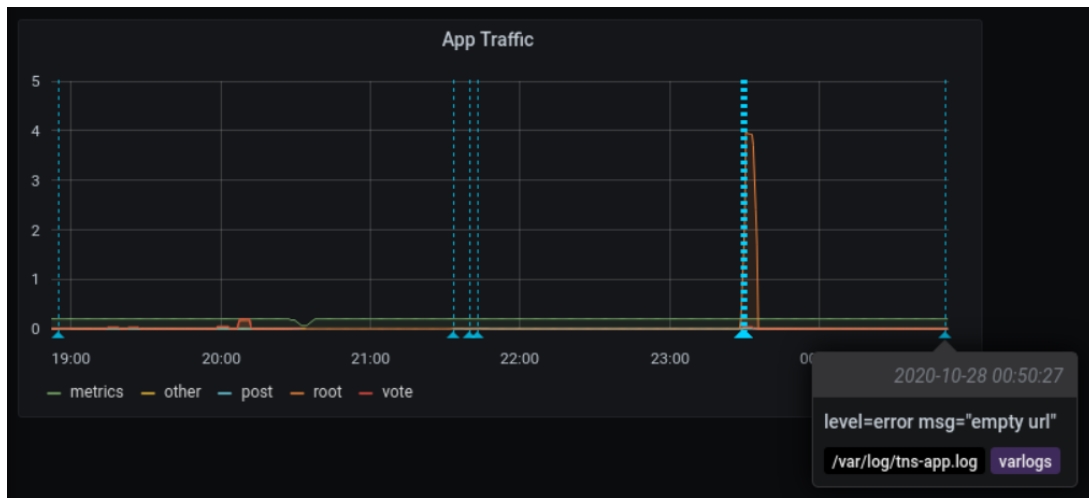 App Traffic
5
4
3
2
1
0
19:00 20:00 21:00 22:00 23:00
metrics other post root vote
2020-10-28 00:50:27
level=error msg="empty url"
/var/log/tns-app.log varlogs